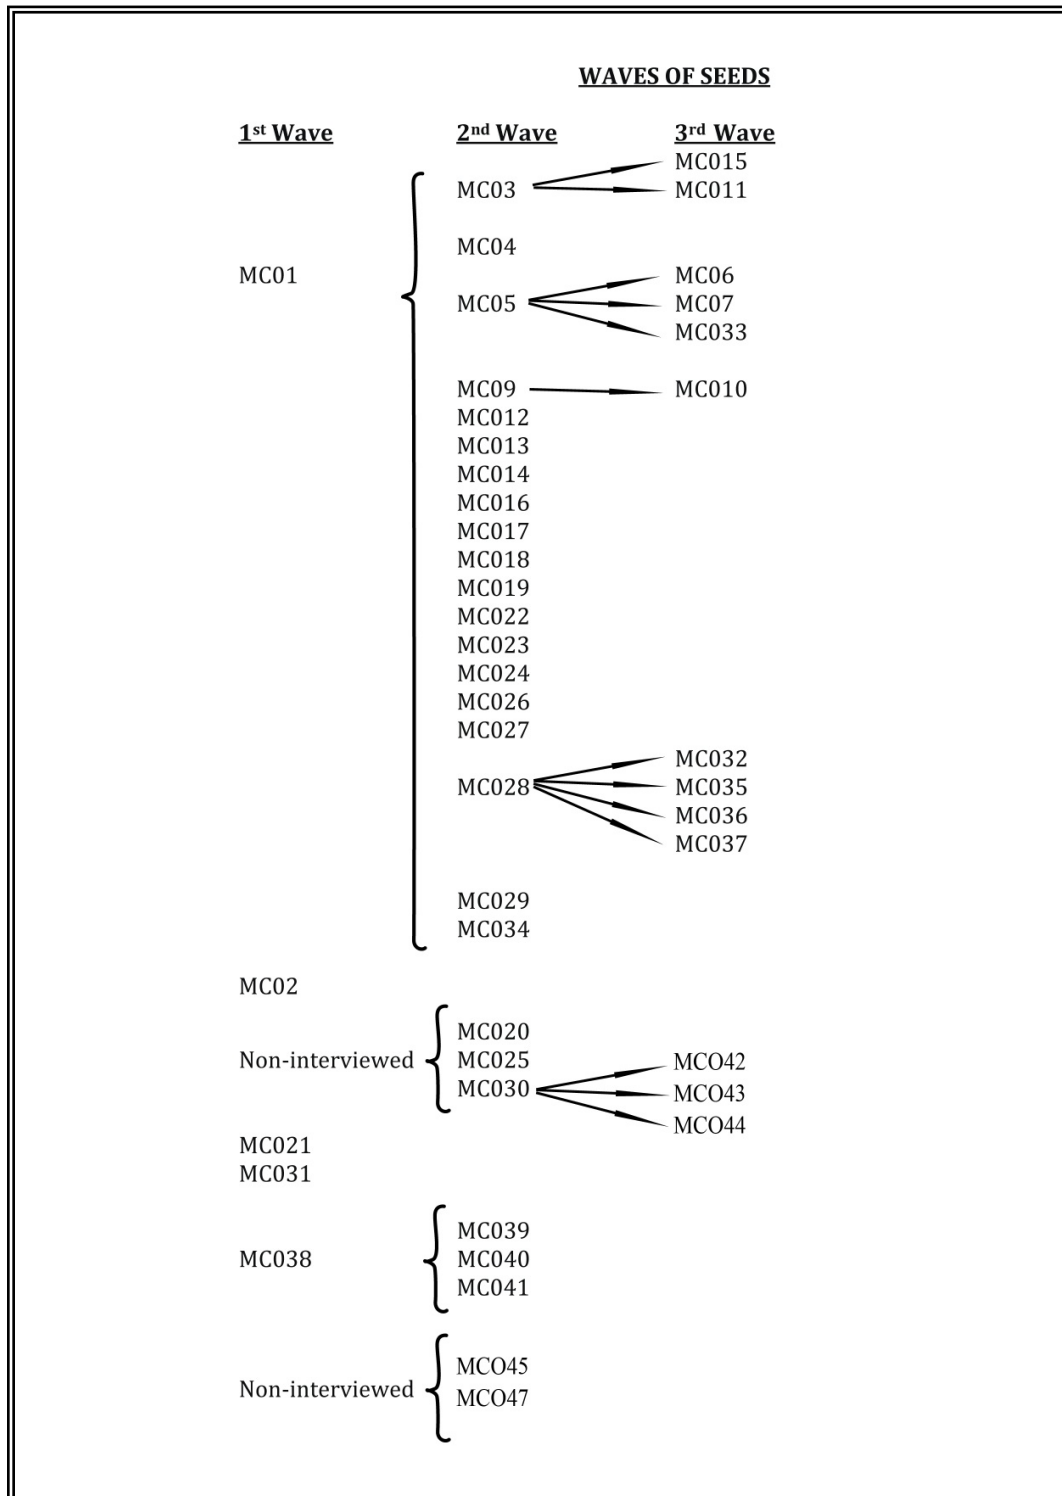 WAVES OF SEEDS
1st Wave 2nd Wave 3rd Wave
MC015
MC03 MC011
MC04
MC01 MC06
MC05 MC07
MC033
MC09 MC010
MC012
MC013
MC014
MC016
MC017
MC018
MC019
MC022
MC023
MC024
MC026
MC027
MC032
MC028 MC035
MC036
MC037
MC029
MC034
MC02
MC020
Non-interviewed MC025 MCO42
MC030 MCO43
MCO44
MC021
MC031
MC039
MC038 MC040
MC041
MCO45
Non-interviewed MCO47